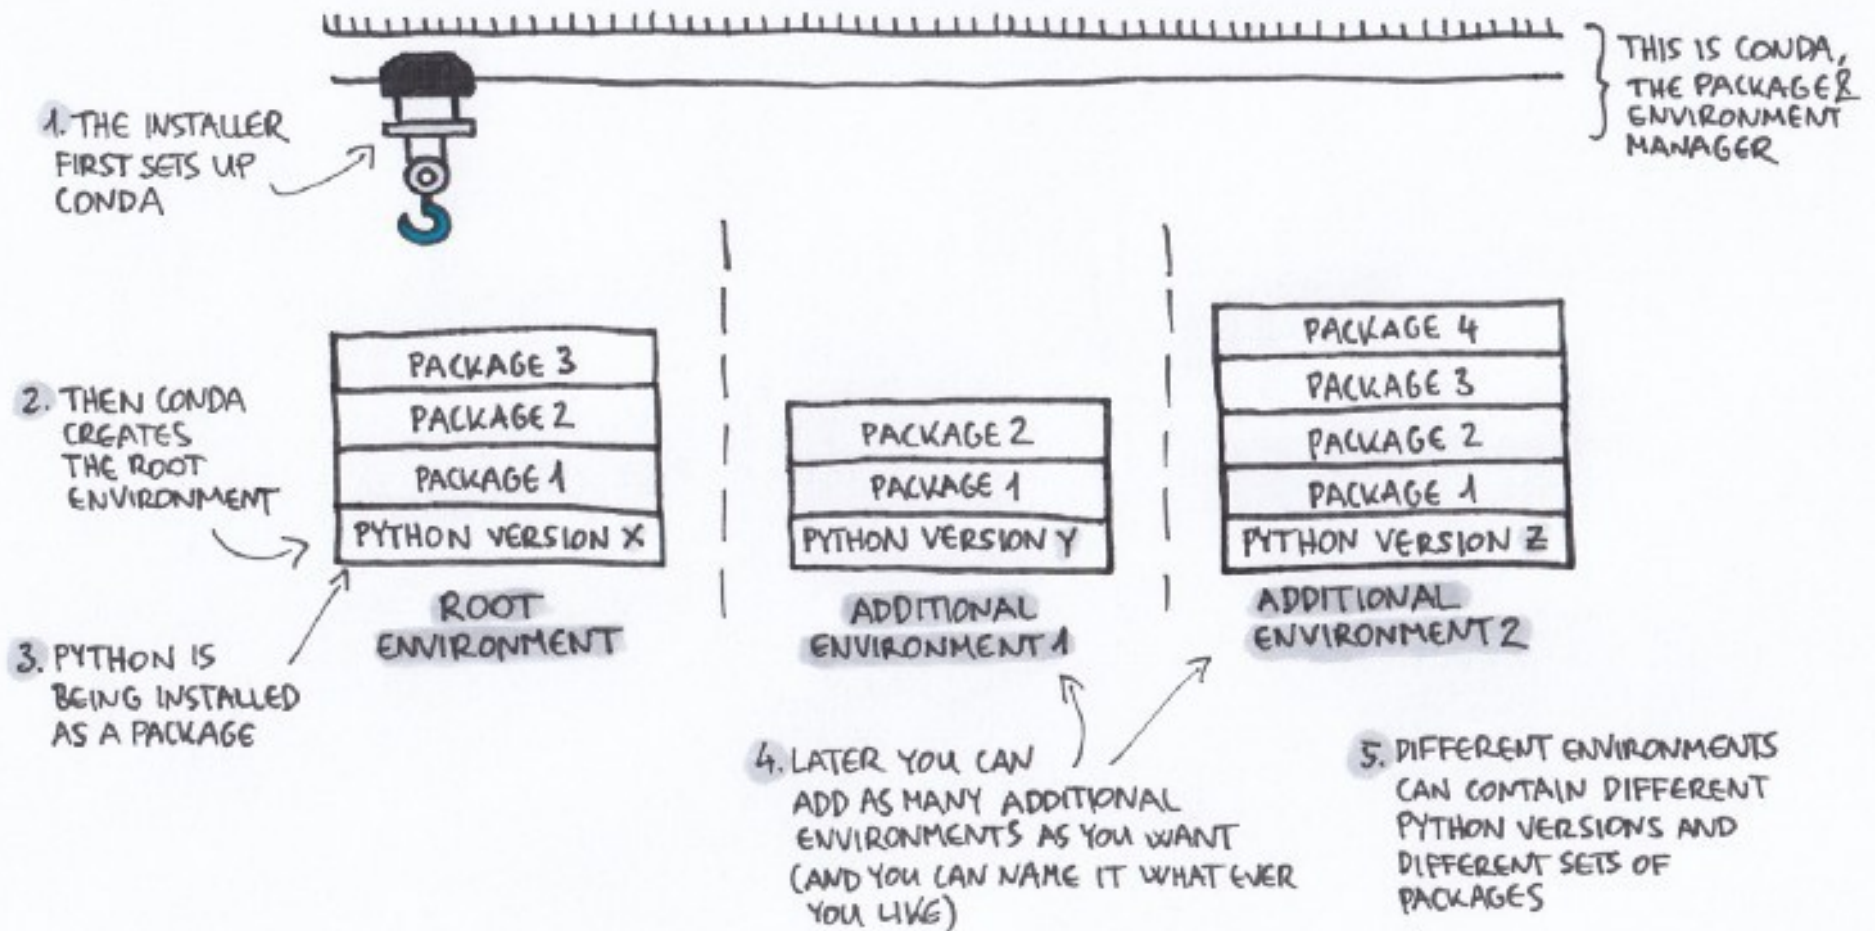 THIS IS CONDA,
THE PACKAGE &
ENVIRONMENT
MANAGER
1. THE INSTALLER
FIRST SETS UP
CONDA
2. THEN CONDA
CREATES
THE ROOT
ENVIRONMENT
3. PYTHON IS
BEING INSTALLED
AS A PACKAGE
PACKAGE 3
PACKAGE 2
PACKAGE 1
PYTHON VERSION X
ROOT
ENVIRONMENT
PACKAGE 2
PACKAGE 1
PYTHON VERSION Y
ADDITIONAL
ENVIRONMENT 1
PACKAGE 4
PACKAGE 3
PACKAGE 2
PACKAGE 1
PYTHON VERSION Z
ADDITIONAL
ENVIRONMENT 2
4. LATER YOU CAN
ADD AS MANY ADDITIONAL
ENVIRONMENTS AS YOU WANT
(AND YOU CAN NAME IT WHAT EVER
YOU LIKE)
5. DIFFERENT ENVIRONMENTS
CAN CONTAIN DIFFERENT
PYTHON VERSIONS AND
DIFFERENT SETS OF
PACKAGES